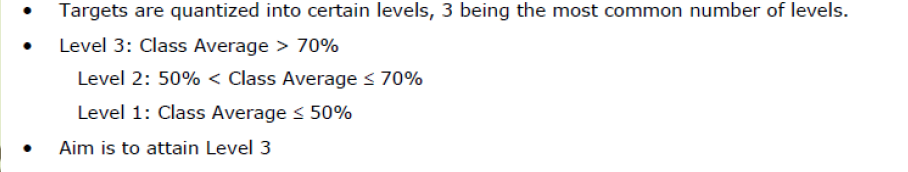 • Targets are quantized into certain levels, 3 being the most common number of levels.
• Level 3: Class Average > 70%
Level 2: 50% < Class Average ≤ 70%
Level 1: Class Average ≤ 50%
• Aim is to attain Level 3